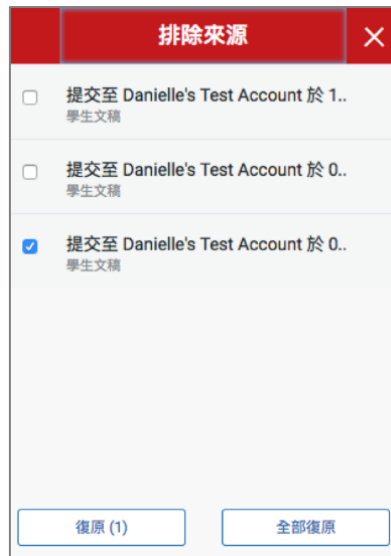 排除來源
提交至 Danielle's Test Account 於 1..
學生文稿
提交至 Danielle's Test Account 於 0..
學生文稿
提交至 Danielle's Test Account 於 0..
學生文稿
復原 (1)
全部復原